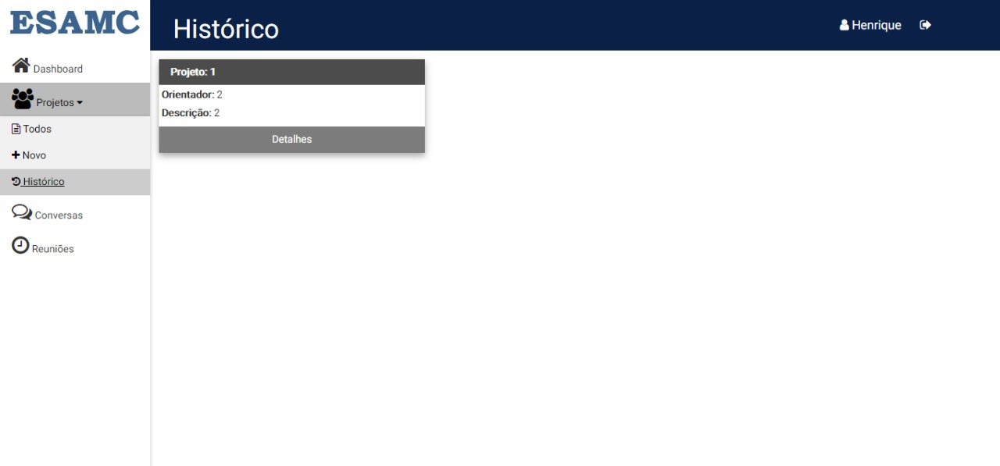 ESAMC
Histórico
Henrique
Dashboard
Projetos
Todos
Novo
Histórico
Conversas
Reuniões
Projeto: 1
Orientador: 2
Descrição: 2
Detalhes